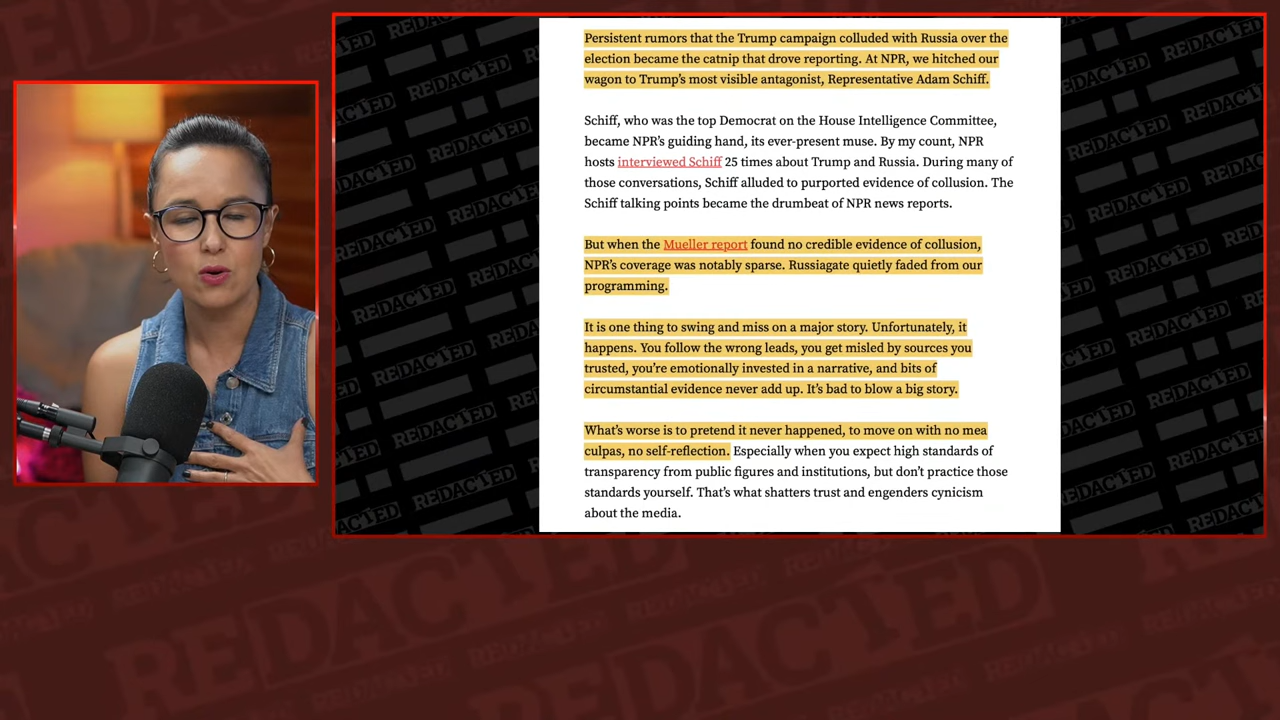 Persistent rumors that the Trump campaign colluded with Russia over the
election became the catnip that drove reporting. At NPR, we hitched our
wagon to Trump’s most visible antagonist, Representative Adam Schiff.
Schiff, who was the top Democrat on the House Intelligence Committee,
became NPR’s guiding hand, its ever-present muse. By my count, NPR
hosts interviewed Schiff 25 times about Trump and Russia. During many of
those conversations, Schiff alluded to purported evidence of collusion. The
Schiff talking points became the drumbeat of NPR news reports.
But when the Mueller report found no credible evidence of collusion,
NPR’s coverage was notably sparse. Russiagate quietly faded from our
programming.
It is one thing to swing and miss on a major story. Unfortunately, it
happens. You follow the wrong leads, you get misled by sources you
trusted, you’re emotionally invested in a narrative, and bits of
circumstantial evidence never add up. It’s bad to blow a big story.
What’s worse is to pretend it never happened, to move on with no mea
culpas, no self-reflection. Especially when you expect high standards of
transparency from public figures and institutions, but don’t practice those
standards yourself. That’s what shatters trust and engenders cynicism
about the media.
REDACTED